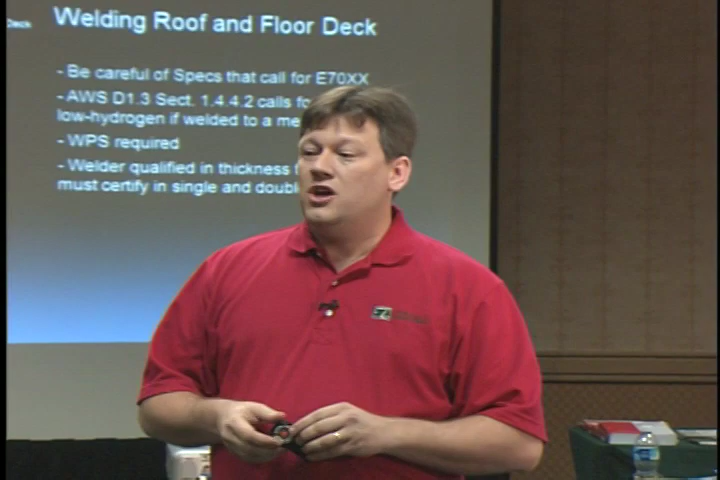 Deck
Welding Roof and Floor Deck
- Be careful of Specs that call for E70XX
- AWS D1.3 Sect. 1.4.4.2 calls fo
low-hydrogen if welded to a me
- WPS required
- Welder qualified in thickness
must certify in single and doubl